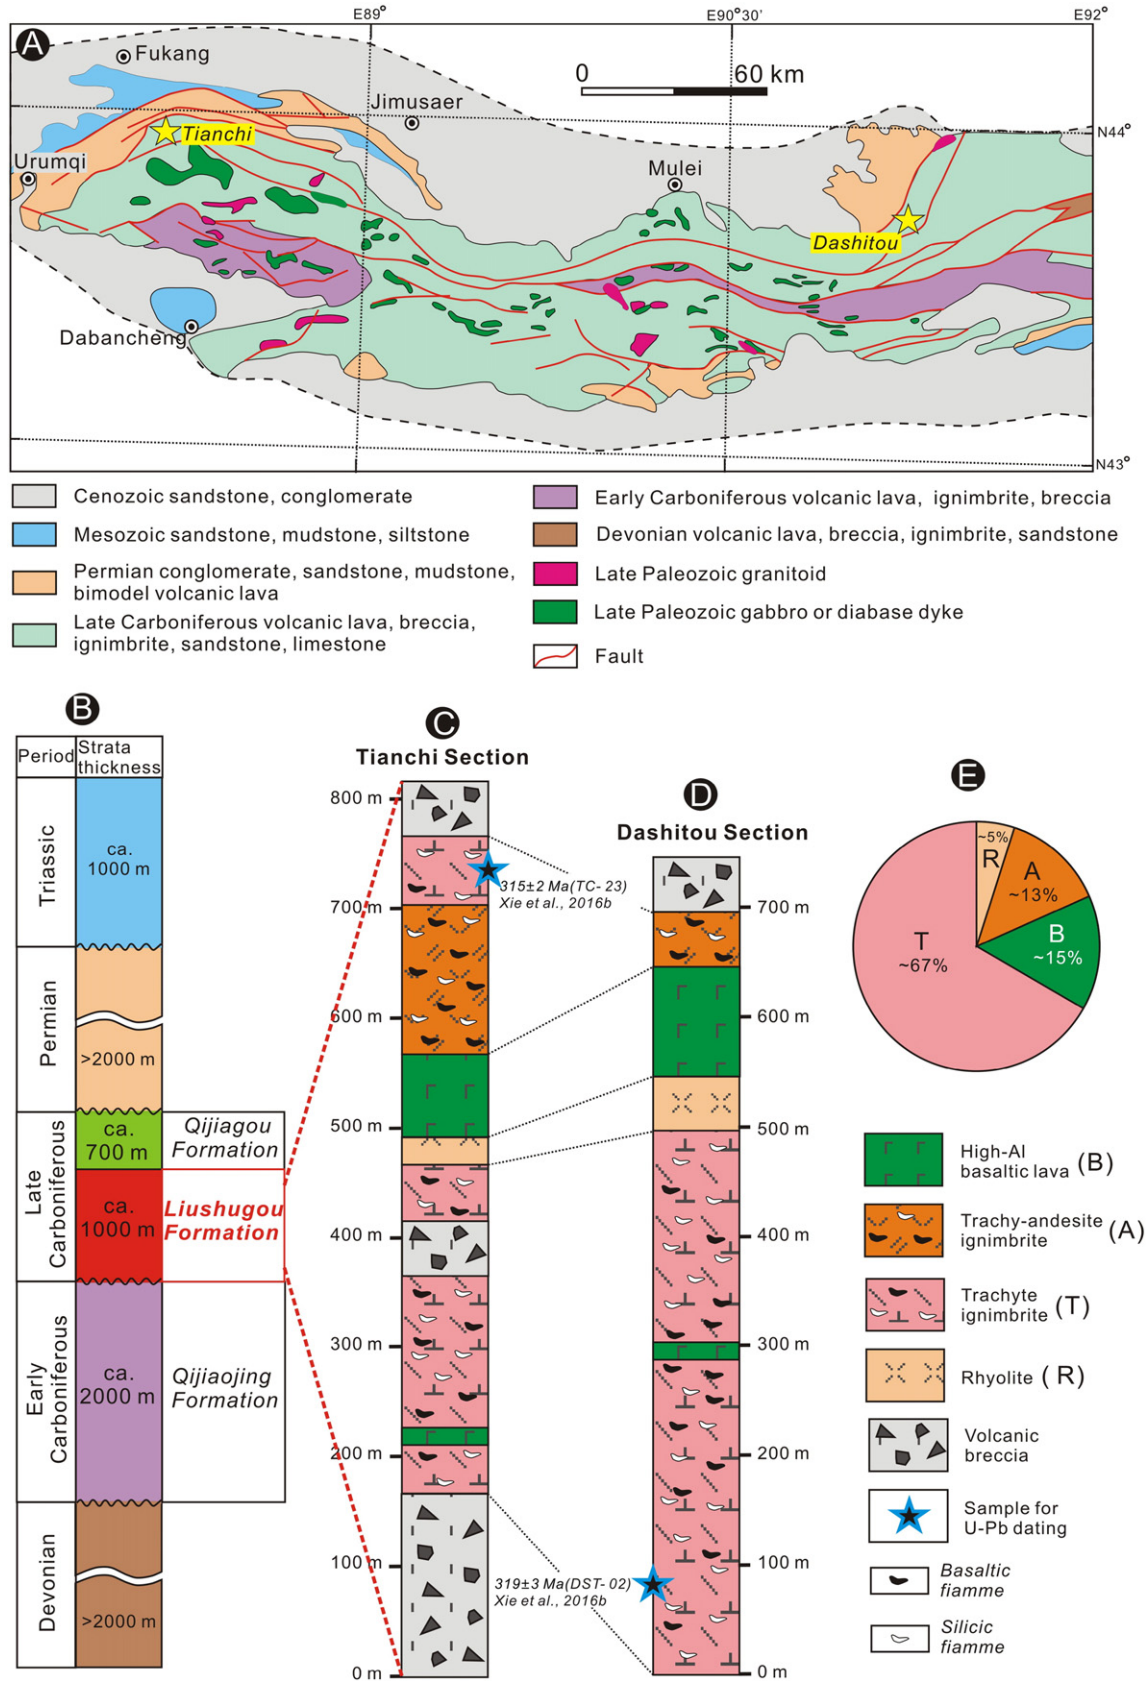 E89°
E90°30'
E92°
A
Fukang
0
60 km
Jimusaer
N44°
Tianchi
Urumqi
Mulei
Dashitou
Dabancheng
N43°
Cenozoic sandstone, conglomerate
Mesozoic sandstone, mudstone, siltstone
Permian conglomerate, sandstone, mudstone,
bimodel volcanic lava
Late Carboniferous volcanic lava, breccia,
ignimbrite, sandstone, limestone
Early Carboniferous volcanic lava, ignimbrite, breccia
Devonian volcanic lava, breccia, ignimbrite, sandstone
Late Paleozoic granitoid
Late Paleozoic gabbro or diabase dyke
Fault
B
Period
Strata
thickness
Triassic
ca.
1000 m
Permian
>2000 m
Late
Carboniferous
ca.
700 m
Qijiagou
Formation
ca.
1000 m
Liushugou
Formation
Early
Carboniferous
ca.
2000 m
Qijiaojing
Formation
Devonian
>2000 m
C
Tianchi Section
800 m
700 m
600 m
500 m
400 m
300 m
200 m
100 m
0 m
315±2 Ma(TC-23)
Xie et al., 2016b
D
Dashitou Section
700 m
600 m
500 m
400 m
300 m
200 m
100 m
0 m
319±3 Ma(DST-02)
Xie et al., 2016b
E
~5%
R
A
~13%
B
~15%
T
~67%
High-Al
basaltic lava (B)
Trachy-andesite
ignimbrite (A)
Trachyte
ignimbrite (T)
Rhyolite (R)
Volcanic
breccia
Sample for
U-Pb dating
Basaltic
fiamme
Silicic
fiamme